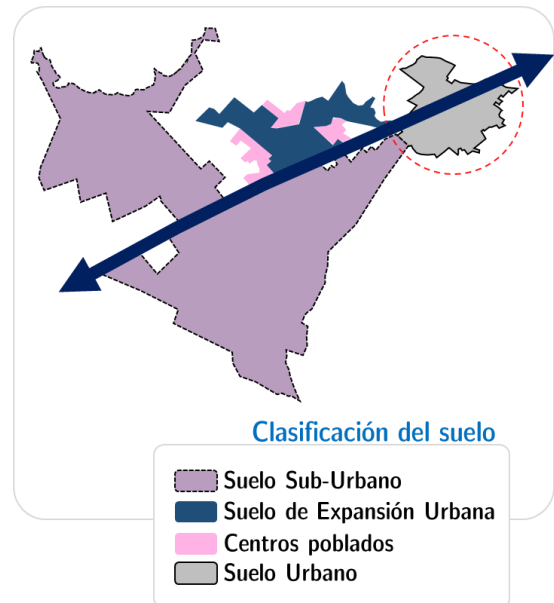 Clasificación del suelo
Suelo Sub-Urbano
Suelo de Expansión Urbana
Centros poblados
Suelo Urbano